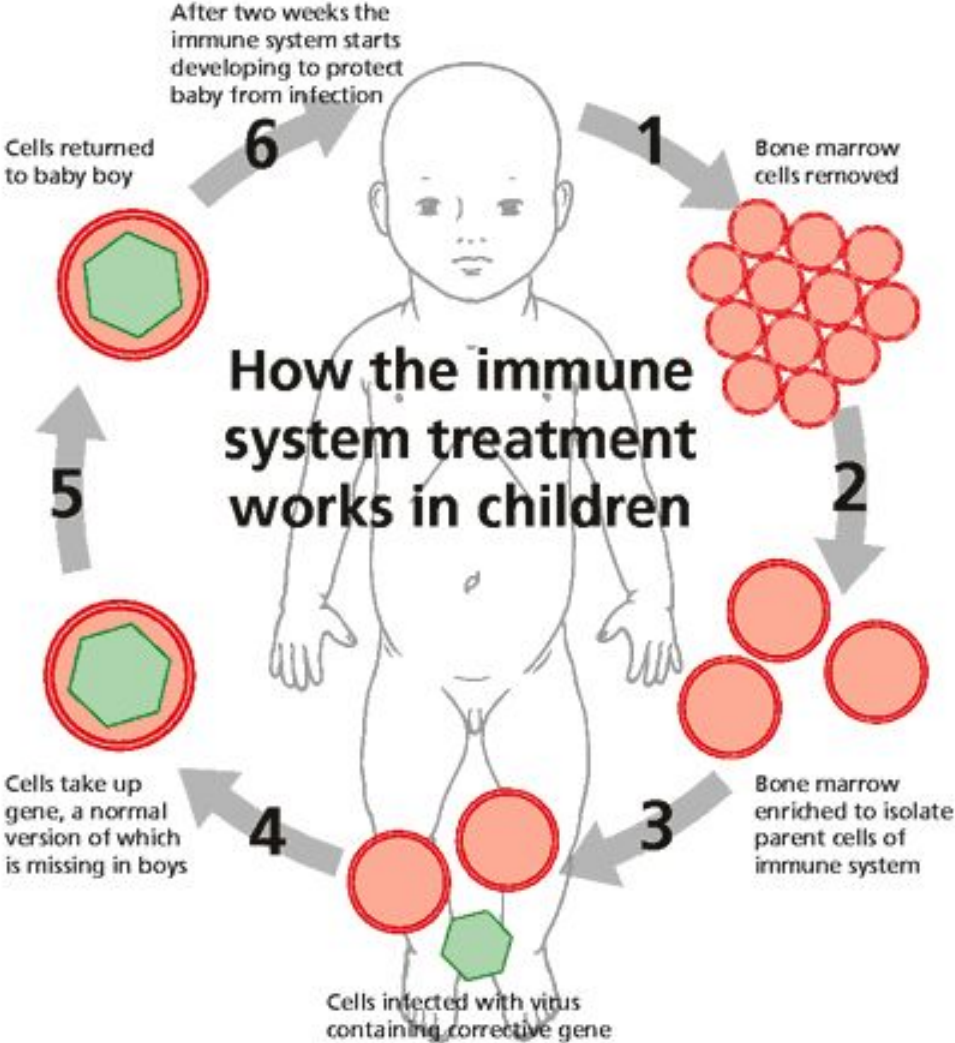 After two weeks the
immune system starts
developing to protect
baby from infection
6
1
Cells returned
to baby boy
Bone marrow
cells removed
How the immune
system treatment
works in children
5
2
Cells take up
gene, a normal
version of which
is missing in boys
4
3
Bone marrow
enriched to isolate
parent cells of
immune system
Cells infected with virus
containing corrective gene